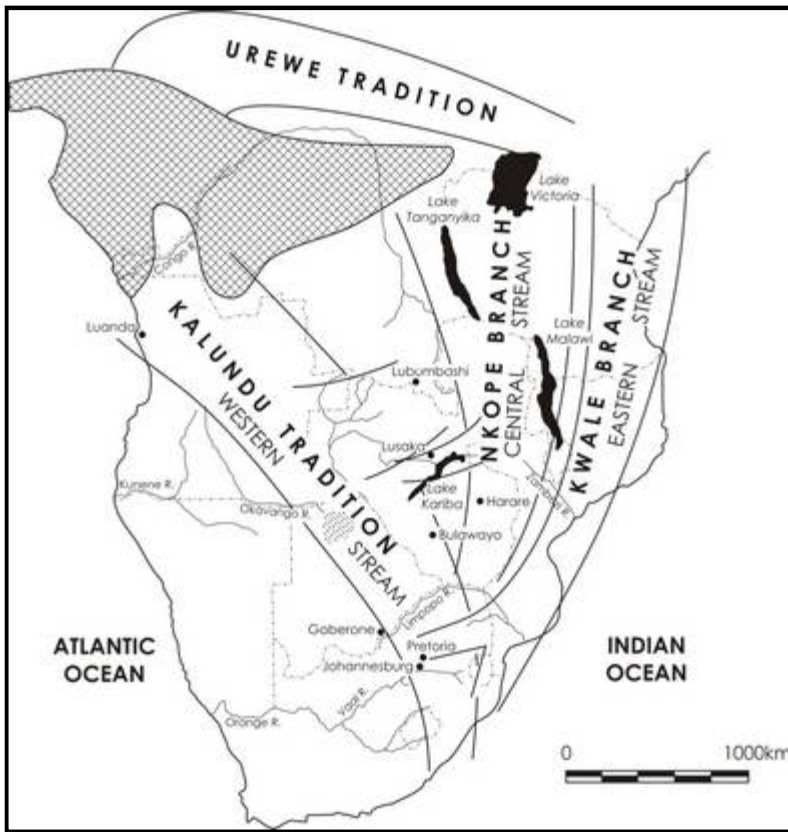 UREWE TRADITION
Lake
Victoria
Lake
Tanganyika
Congo R.
NKOPE BRANCH
CENTRAL STREAM
KWALE BRANCH
EASTERN STREAM
Luanda
KALUNDU TRADITION
WESTERN STREAM
Lake
Malawi
Lubumbashi
Lusaka
Lake
Kariba
Zambezi R.
Kunene R.
Okavango R.
Harare
Bulawayo
Limpopo R.
Gaberone
Pretoria
Johannesburg
ATLANTIC
OCEAN
INDIAN
OCEAN
Vaal R.
Oronge R.
0 1000km